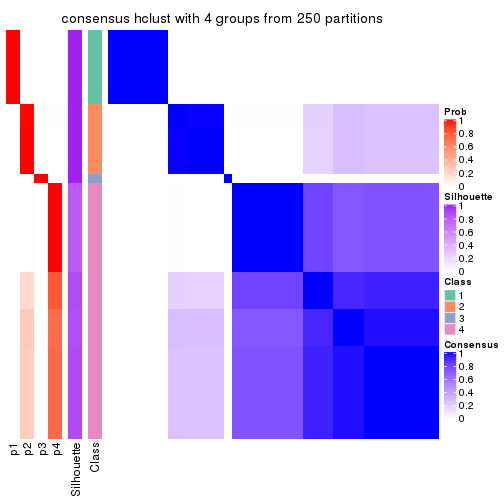 consensus hclust with 4 groups from 250 partitions
Prob
1
0.8
0.6
0.4
0.2
0
Silhouette
1
0.8
0.6
0.4
0.2
0
Class
1
2
3
4
Consensus
1
0.8
0.6
0.4
0.2
0
p1
p2
p3
p4
Silhouette
Class